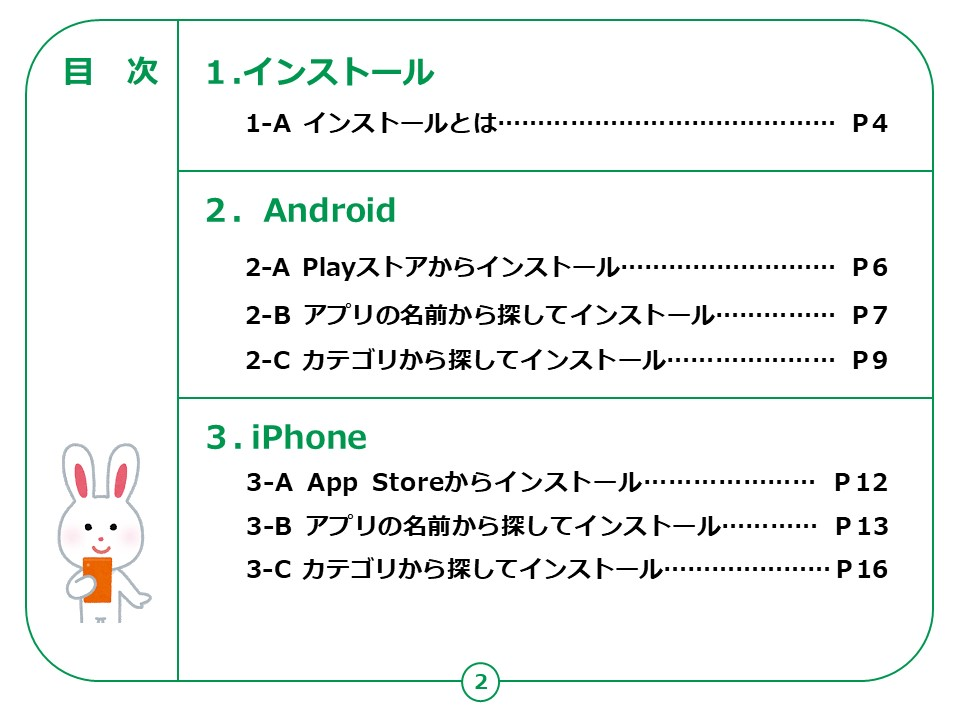 目　次
１.インストール
1-A インストールとは…………………………………… P４
２．Android
2-A Playストアからインストール……………………… P６
2-B アプリの名前から探してインストール…………… P７
2-C カテゴリから探してインストール………………… P９
３．iPhone
3-A App Storeからインストール………………… P12
3-B アプリの名前から探してインストール………… P13
3-C カテゴリから探してインストール…………………P16
2